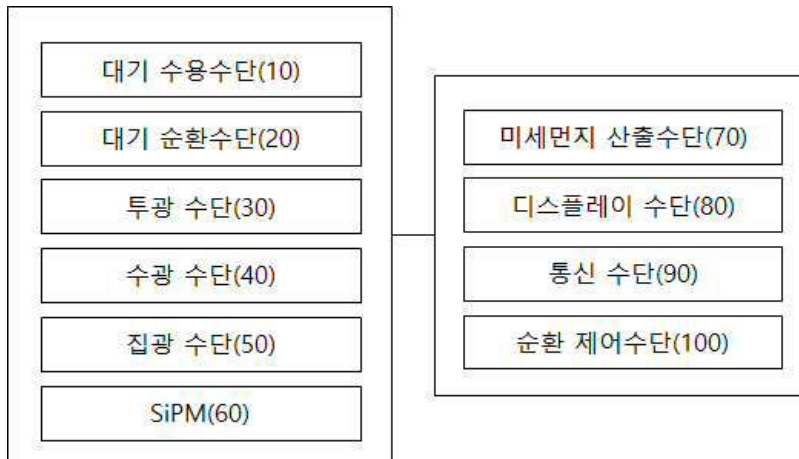 대기 수용수단(10)
대기 순환수단(20)
투광 수단(30)
수광 수단(40)
집광 수단(50)
SiPM(60)
미세먼지 산출수단(70)
디스플레이 수단(80)
통신 수단(90)
순환 제어수단(100)